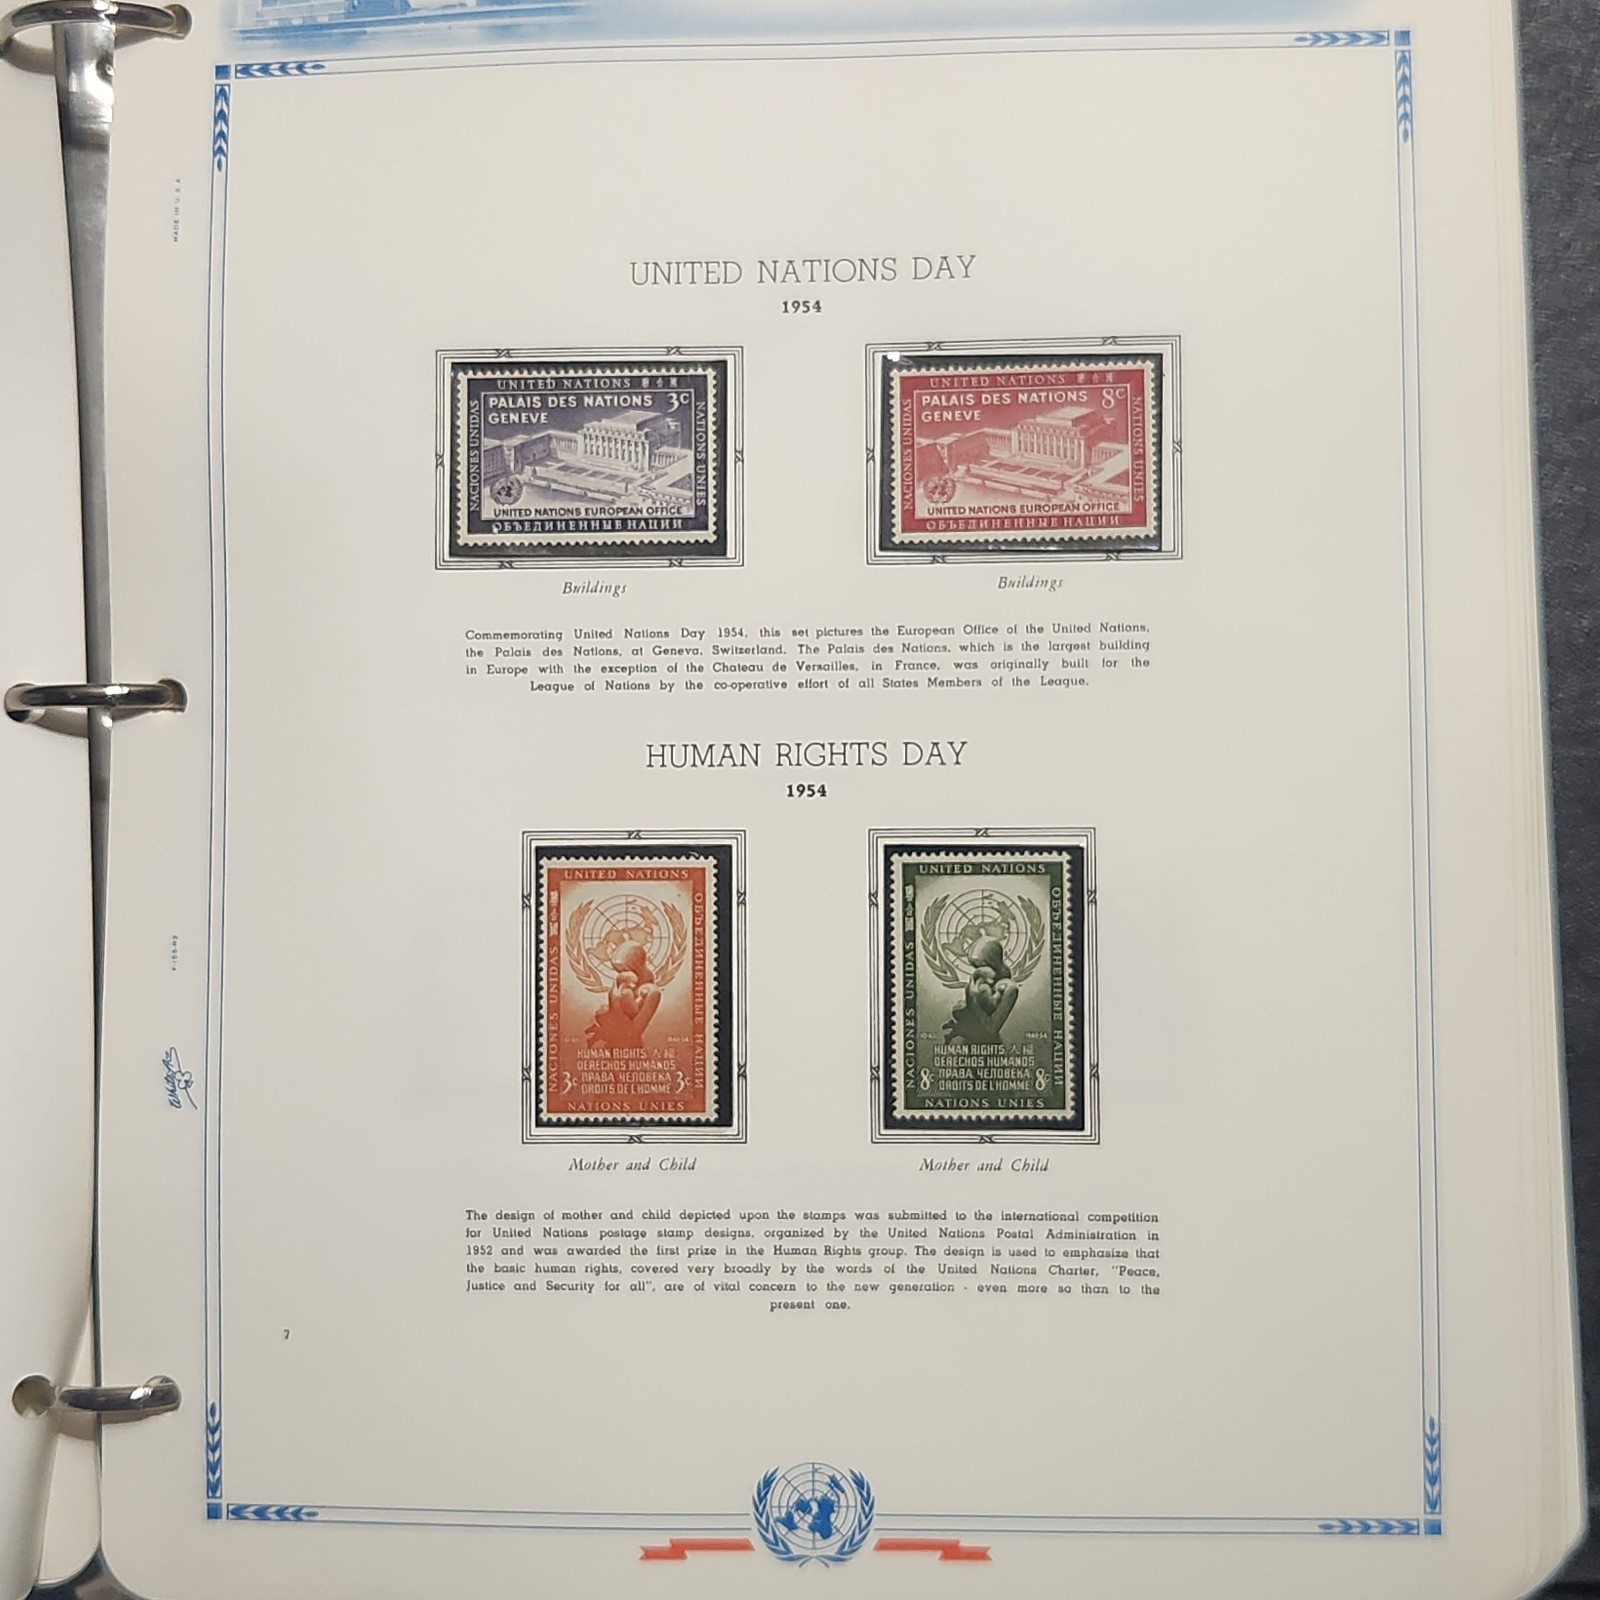 MADE IN U.S.A.
UNITED NATIONS DAY
1954
UNITED NATIONS
PALAIS DES NATIONS 3c
GENEVE
NACIONES UNIDAS
NATIONS UNIES
UNITED NATIONS EUROPEAN OFFICE
ОБЪЕДИНЕННЫЕ НАЦИИ
Buildings
UNITED NATIONS
PALAIS DES NATIONS 8c
GENEVE
NACIONES UNIDAS
NATIONS UNIES
UNITED NATIONS EUROPEAN OFFICE
ОБЪЕДИНЕННЫЕ НАЦИИ
Buildings
Commemorating United Nations Day 1954, this set pictures the European Office of the United Nations,
the Palais des Nations, at Geneva, Switzerland. The Palais des Nations, which is the largest building
in Europe with the exception of the Chateau de Versailles, in France, was originally built for the
League of Nations by the co-operative effort of all States Members of the League.
HUMAN RIGHTS DAY
1954
UNITED NATIONS
NACIONES UNIDAS
ОБЪЕДИНЕННЫЕ НАЦИИ
HUMAN RIGHTS 人權
DERECHOS HUMANOS
ПРАВА ЧЕЛОВЕКА
3c DROITS DE L'HOMME 3c
NATIONS UNIES
Mother and Child
UNITED NATIONS
NACIONES UNIDAS
ОБЪЕДИНЕННЫЕ НАЦИИ
HUMAN RIGHTS 人權
DERECHOS HUMANOS
ПРАВА ЧЕЛОВЕКА
8c DROITS DE L'HOMME 8c
NATIONS UNIES
Mother and Child
The design of mother and child depicted upon the stamps was submitted to the international competition
for United Nations postage stamp designs, organized by the United Nations Postal Administration in
1952 and was awarded the first prize in the Human Rights group. The design is used to emphasize that
the basic human rights, covered very broadly by the words of the United Nations Charter, "Peace,
Justice and Security for all", are of vital concern to the new generation - even more so than to the
present one.
7